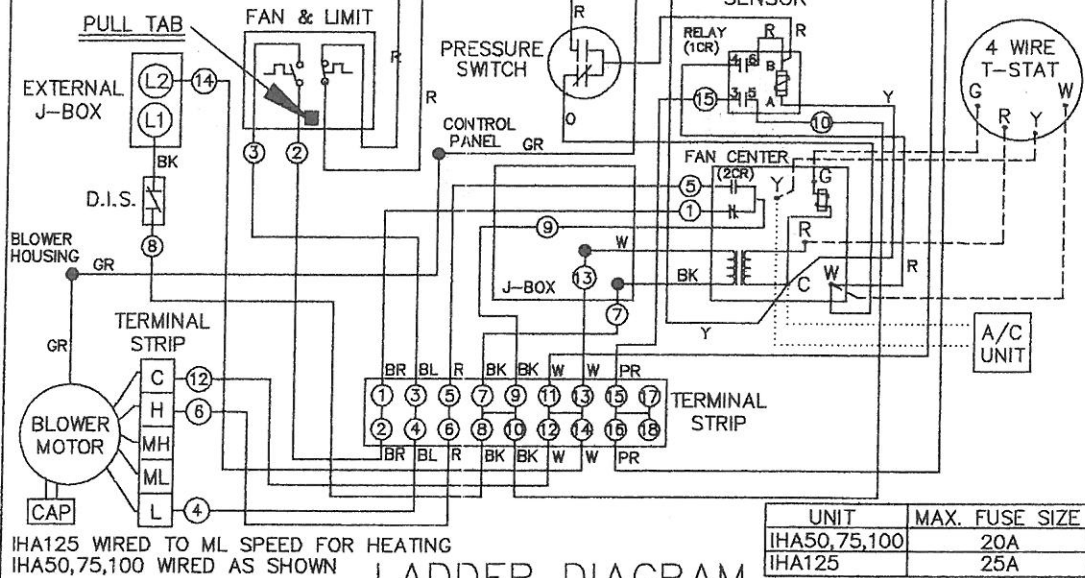 SENSOR
PULL TAB
FAN & LIMIT
R
R
R
PRESSURE
SWITCH
O
RELAY
(1CR)
R
R
4
6
B
3
5
A
15
10
Y
4 WIRE
T-STAT
G
W
R
Y
EXTERNAL
J-BOX
L2
14
L1
BK
3
2
D.I.S.
8
CONTROL
PANEL
GR
FAN CENTER
(2CR)
5
1
Y
G
9
R
W
13
BK
C
W
R
J-BOX
7
Y
A/C
UNIT
BLOWER
HOUSING
GR
GR
TERMINAL
STRIP
C
12
H
6
MH
ML
L
4
BLOWER
MOTOR
CAP
BR BL R BK BK W W PR
1 3 5 7 9 11 13 15 17
2 4 6 8 10 12 14 16 18
BR BL R BK BK W W PR
TERMINAL
STRIP
IHA125 WIRED TO ML SPEED FOR HEATING
IHA50,75,100 WIRED AS SHOWN
LADDER DIAGRAM
UNIT MAX. FUSE SIZE
IHA50,75,100 20A
IHA125 25A